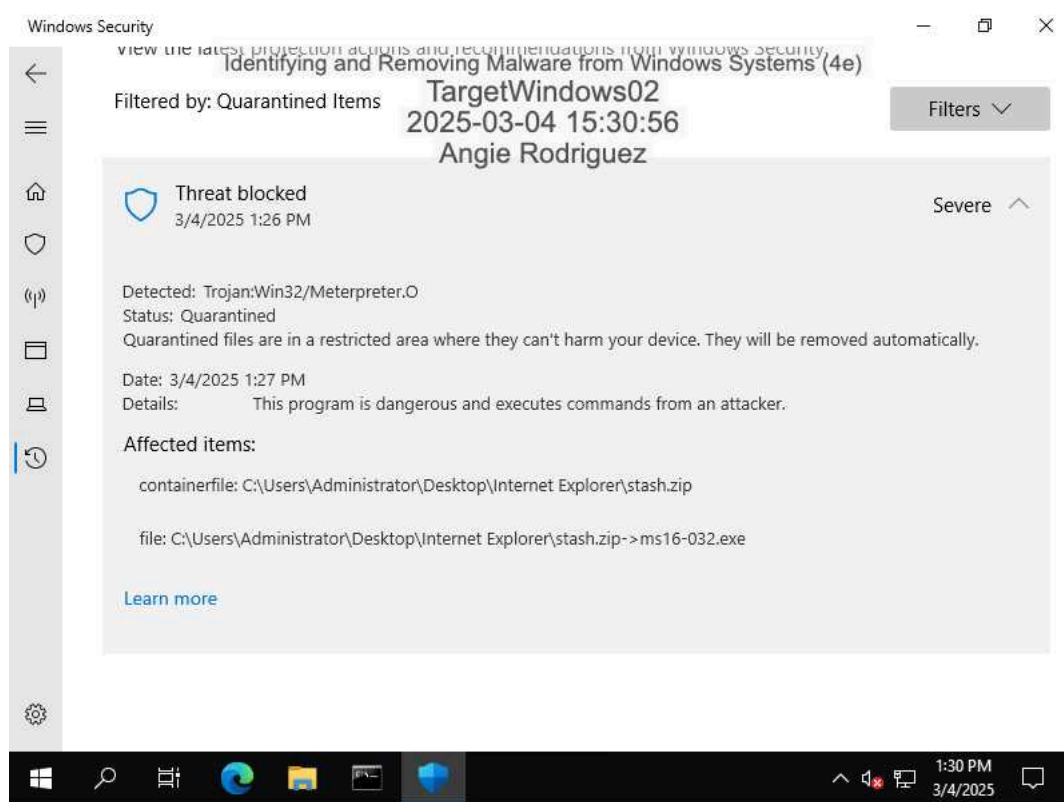 Windows Security
View the latest protection actions and recommendations from Windows Security.
Identifying and Removing Malware from Windows Systems (4e)
Filtered by: Quarantined Items
TargetWindows02
Filters
2025-03-04 15:30:56
Angie Rodriguez
Threat blocked
3/4/2025 1:26 PM
Severe
Detected: Trojan:Win32/Meterpreter.O
Status: Quarantined
Quarantined files are in a restricted area where they can't harm your device. They will be removed automatically.
Date: 3/4/2025 1:27 PM
Details: This program is dangerous and executes commands from an attacker.
Affected items:
containerfile: C:\Users\Administrator\Desktop\Internet Explorer\stash.zip
file: C:\Users\Administrator\Desktop\Internet Explorer\stash.zip->ms16-032.exe
Learn more
1:30 PM
3/4/2025